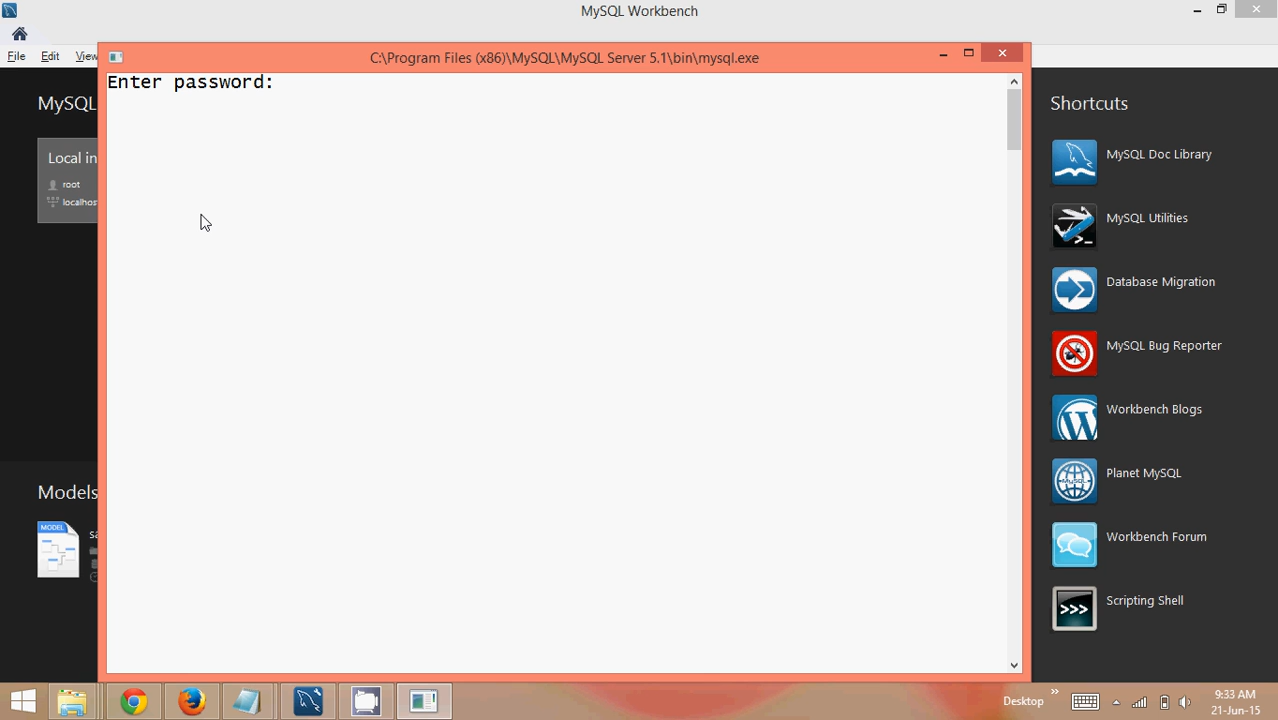 MySQL Workbench
File Edit View
C:\Program Files (x86)\MySQL\MySQL Server 5.1\bin\mysql.exe
Enter password:
MySQL
Local in
root
localhos
Models
MODEL
sa
Shortcuts
MySQL Doc Library
MySQL Utilities
Database Migration
MySQL Bug Reporter
Workbench Blogs
Planet MySQL
Workbench Forum
Scripting Shell
Desktop
9:33 AM
21-Jun-15